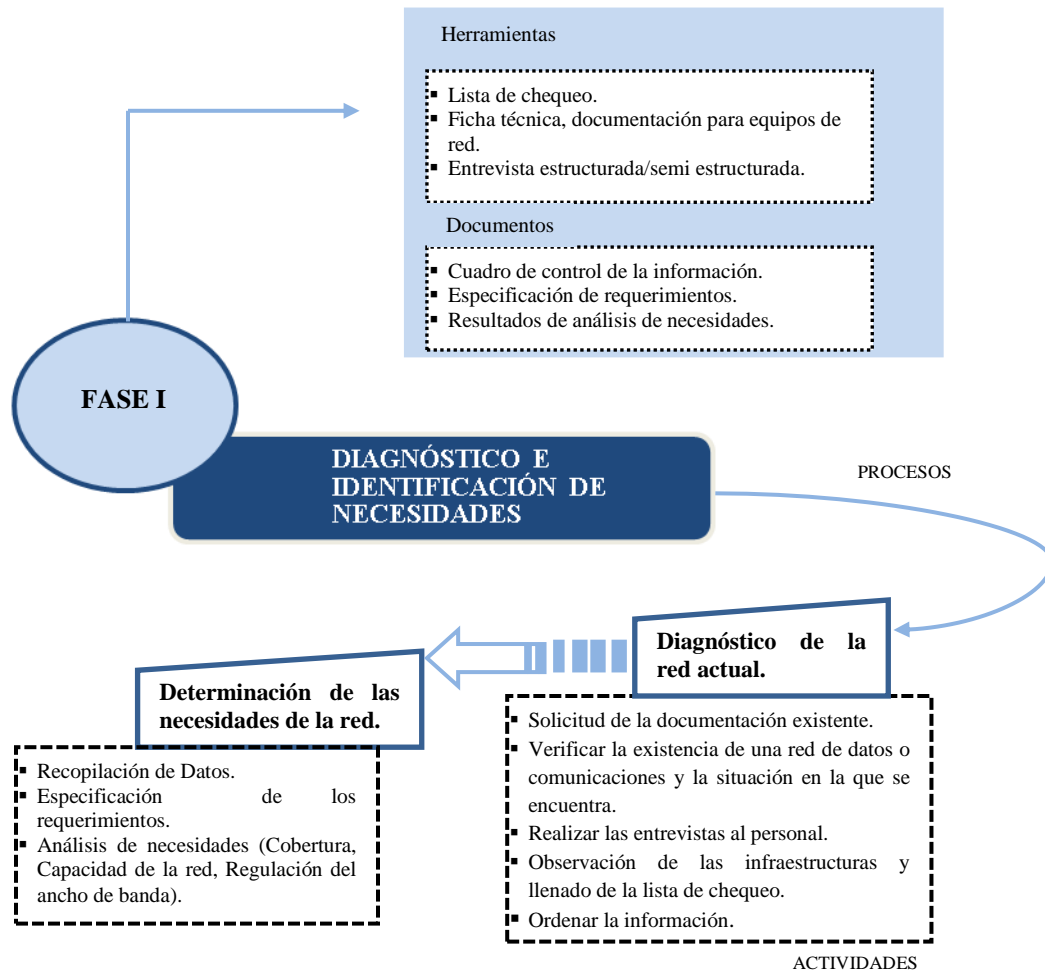 Herramientas
▪ Lista de chequeo.
▪ Ficha técnica, documentación para equipos de
red.
▪ Entrevista estructurada/semi estructurada.
Documentos
▪ Cuadro de control de la información.
▪ Especificación de requerimientos.
▪ Resultados de análisis de necesidades.
FASE I
DIAGNÓSTICO E
IDENTIFICACIÓN DE
NECESIDADES
PROCESOS
Diagnóstico de la
red actual.
▪ Solicitud de la documentación existente.
▪ Verificar la existencia de una red de datos o
comunicaciones y la situación en la que se
encuentra.
▪ Realizar las entrevistas al personal.
▪ Observación de las infraestructuras y
llenado de la lista de chequeo.
▪ Ordenar la información.
Determinación de las
necesidades de la red.
▪ Recopilación de Datos.
▪ Especificación de los
requerimientos.
▪ Análisis de necesidades (Cobertura,
Capacidad de la red, Regulación del
ancho de banda).
ACTIVIDADES